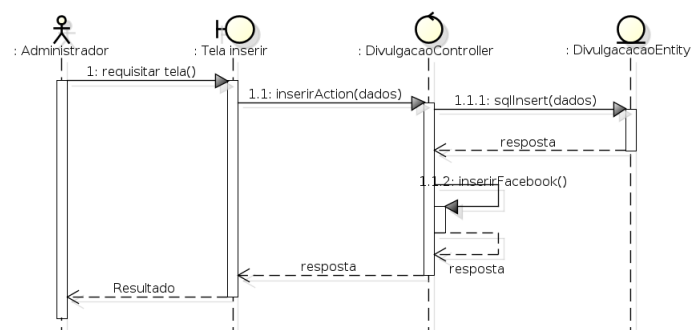 : Administrador
: Tela inserir
: DivulgacaoController
: DivulgacacaoEntity
1: requisitar tela()
1.1: inserirAction(dados)
1.1.1: sqlInsert(dados)
resposta
1.1.2: inserirFacebook()
resposta
resposta
Resultado